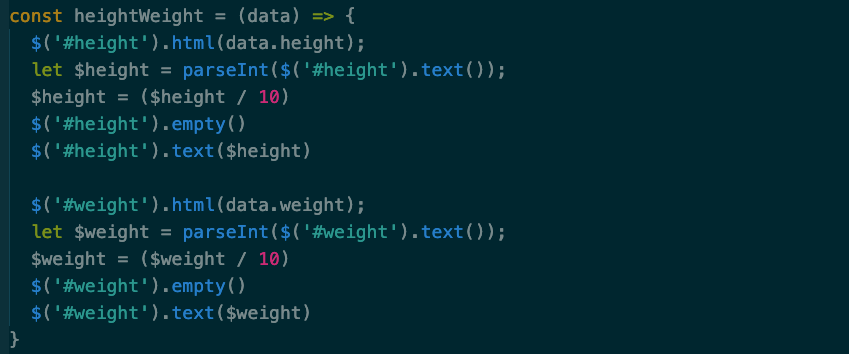 const heightWeight = (data) => {
  $('#height').html(data.height);
  let $height = parseInt($('#height').text());
  $height = ($height / 10)
  $('#height').empty()
  $('#height').text($height)

  $('#weight').html(data.weight);
  let $weight = parseInt($('#weight').text());
  $weight = ($weight / 10)
  $('#weight').empty()
  $('#weight').text($weight)
}